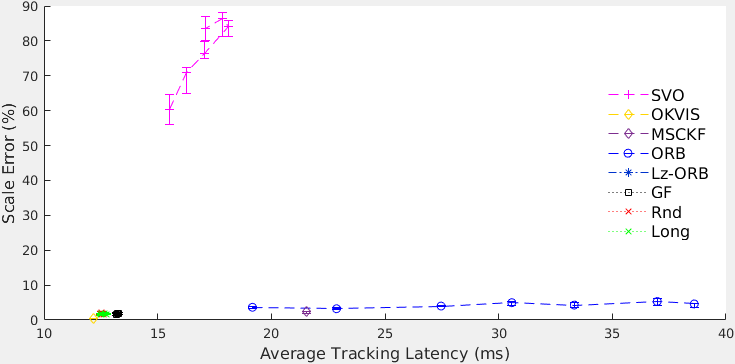 90
80
70
60
50
40
30
20
10
0
Scale Error (%)
SVO
OKVIS
MSCKF
ORB
Lz-ORB
GF
Rnd
Long
10 15 20 25 30 35 40
Average Tracking Latency (ms)